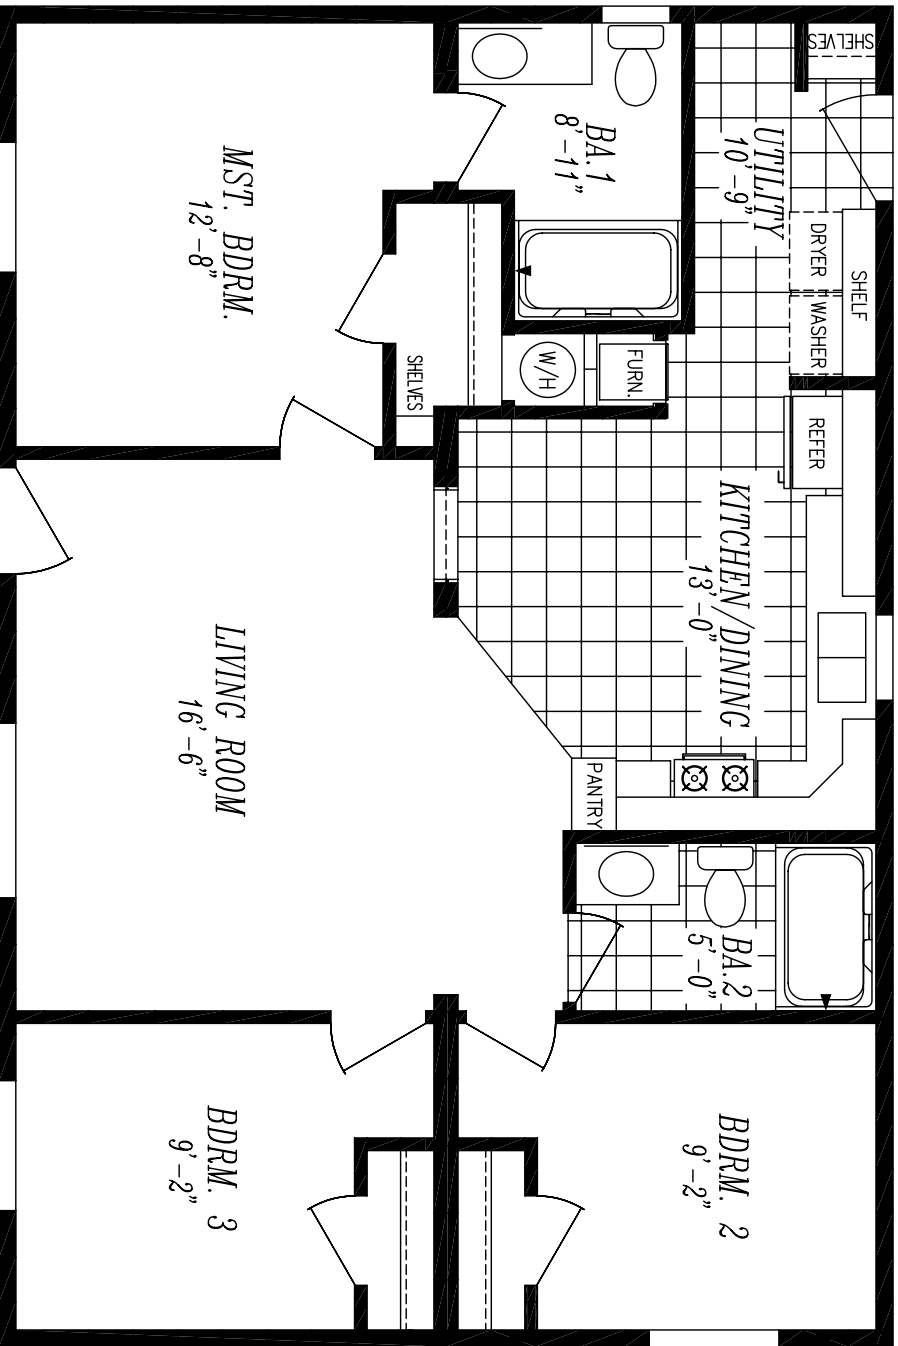 SHELVES
UTILITY
10'-9"
DRYER
WASHER
SHELF
REFER
KITCHEN/DINING
13'-0"
PANTRY
BA.2
5'-0"
BDRM. 2
9'-2"
BA.1
8'-11"
W/H
FURN.
SHELVES
MST. BDRM.
12'-8"
LIVING ROOM
16'-6"
BDRM. 3
9'-2"